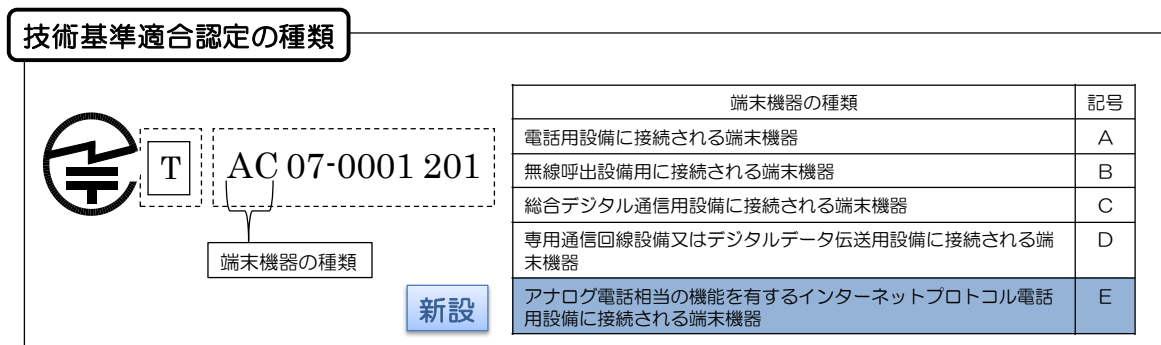 技術基準適合認定の種類
T
AC 07-0001 201
端末機器の種類
新設
端末機器の種類 記号
電話用設備に接続される端末機器 A
無線呼出設備用に接続される端末機器 B
総合デジタル通信用設備に接続される端末機器 C
専用通信回線設備又はデジタルデータ伝送用設備に接続される端 D
末機器
アナログ電話相当の機能を有するインターネットプロトコル電話 E
用設備に接続される端末機器